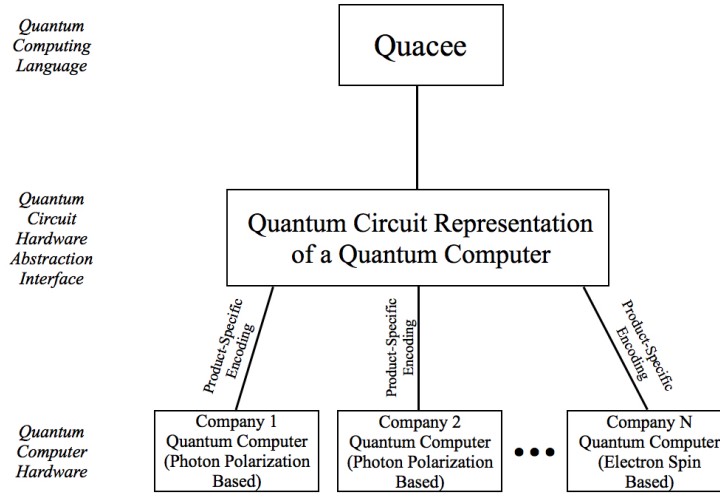 Quantum
Computing
Language
Quacee
Quantum
Circuit
Hardware
Abstraction
Interface
Quantum Circuit Representation
of a Quantum Computer
Product-Specific
Encoding
Product-Specific
Encoding
Product-Specific
Encoding
Quantum
Computer
Hardware
Company 1
Quantum Computer
(Photon Polarization
Based)
Company 2
Quantum Computer
(Photon Polarization
Based)
Company N
Quantum Computer
(Electron Spin
Based)